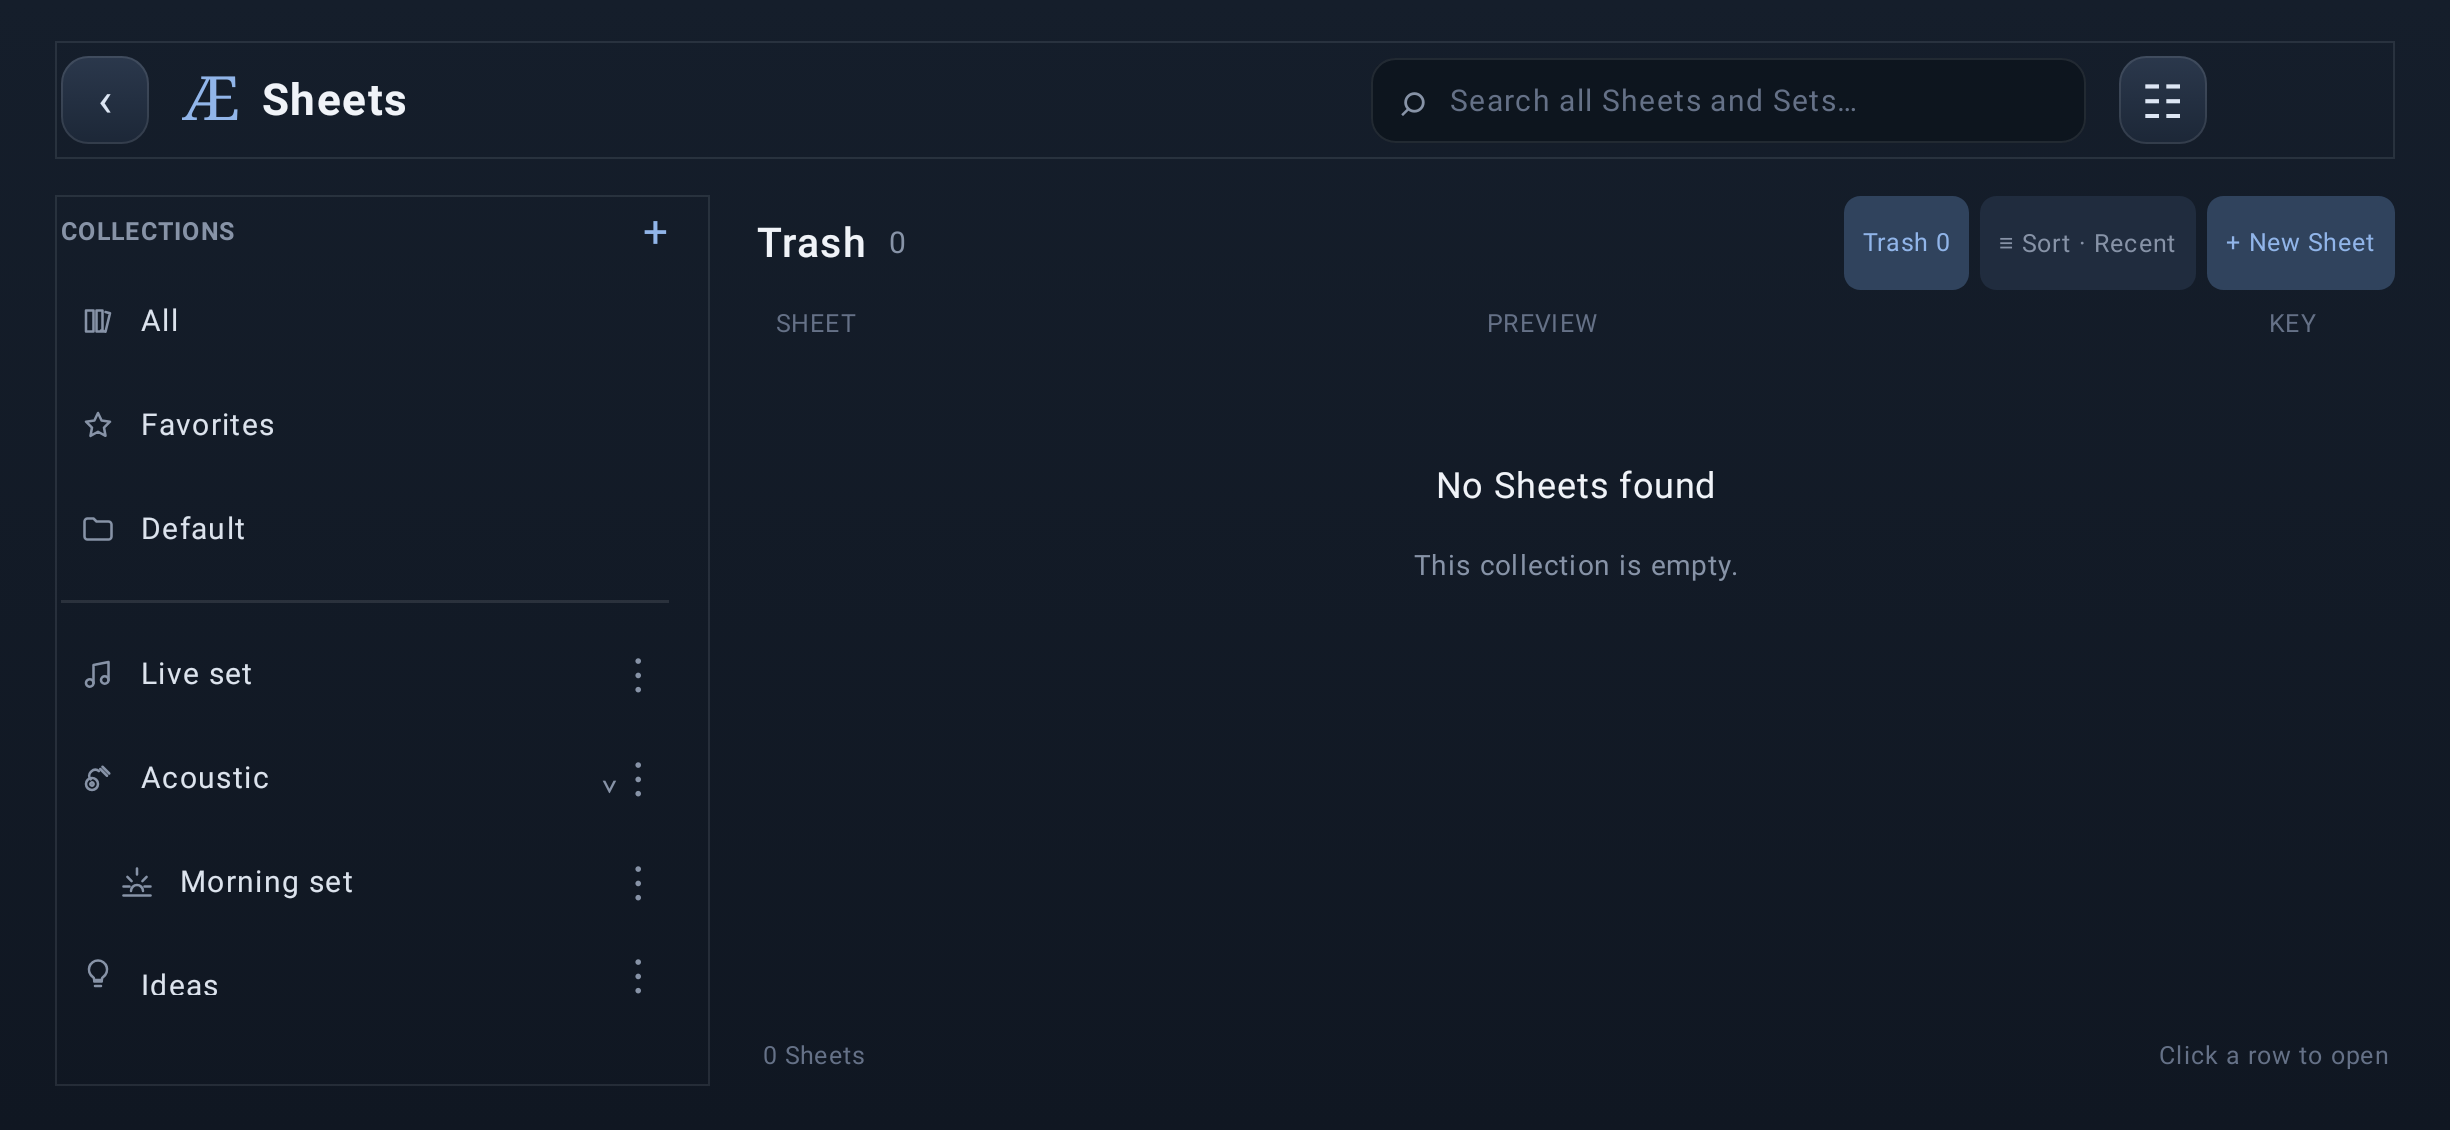 ‹ Æ Sheets
Search all Sheets and Sets…
COLLECTIONS +
All
Favorites
Default
Live set
Acoustic
Morning set
Ideas
Trash 0
Trash 0
≡ Sort · Recent
+ New Sheet
SHEET PREVIEW KEY
No Sheets found
This collection is empty.
0 Sheets
Click a row to open